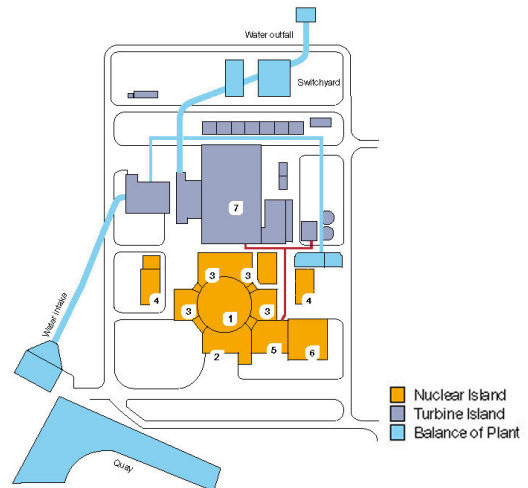 Water outfall
Switchyard
7
3
3
4
3
1
3
4
Water intake
2
5
6
Nuclear Island
Turbine Island
Balance of Plant
Quay